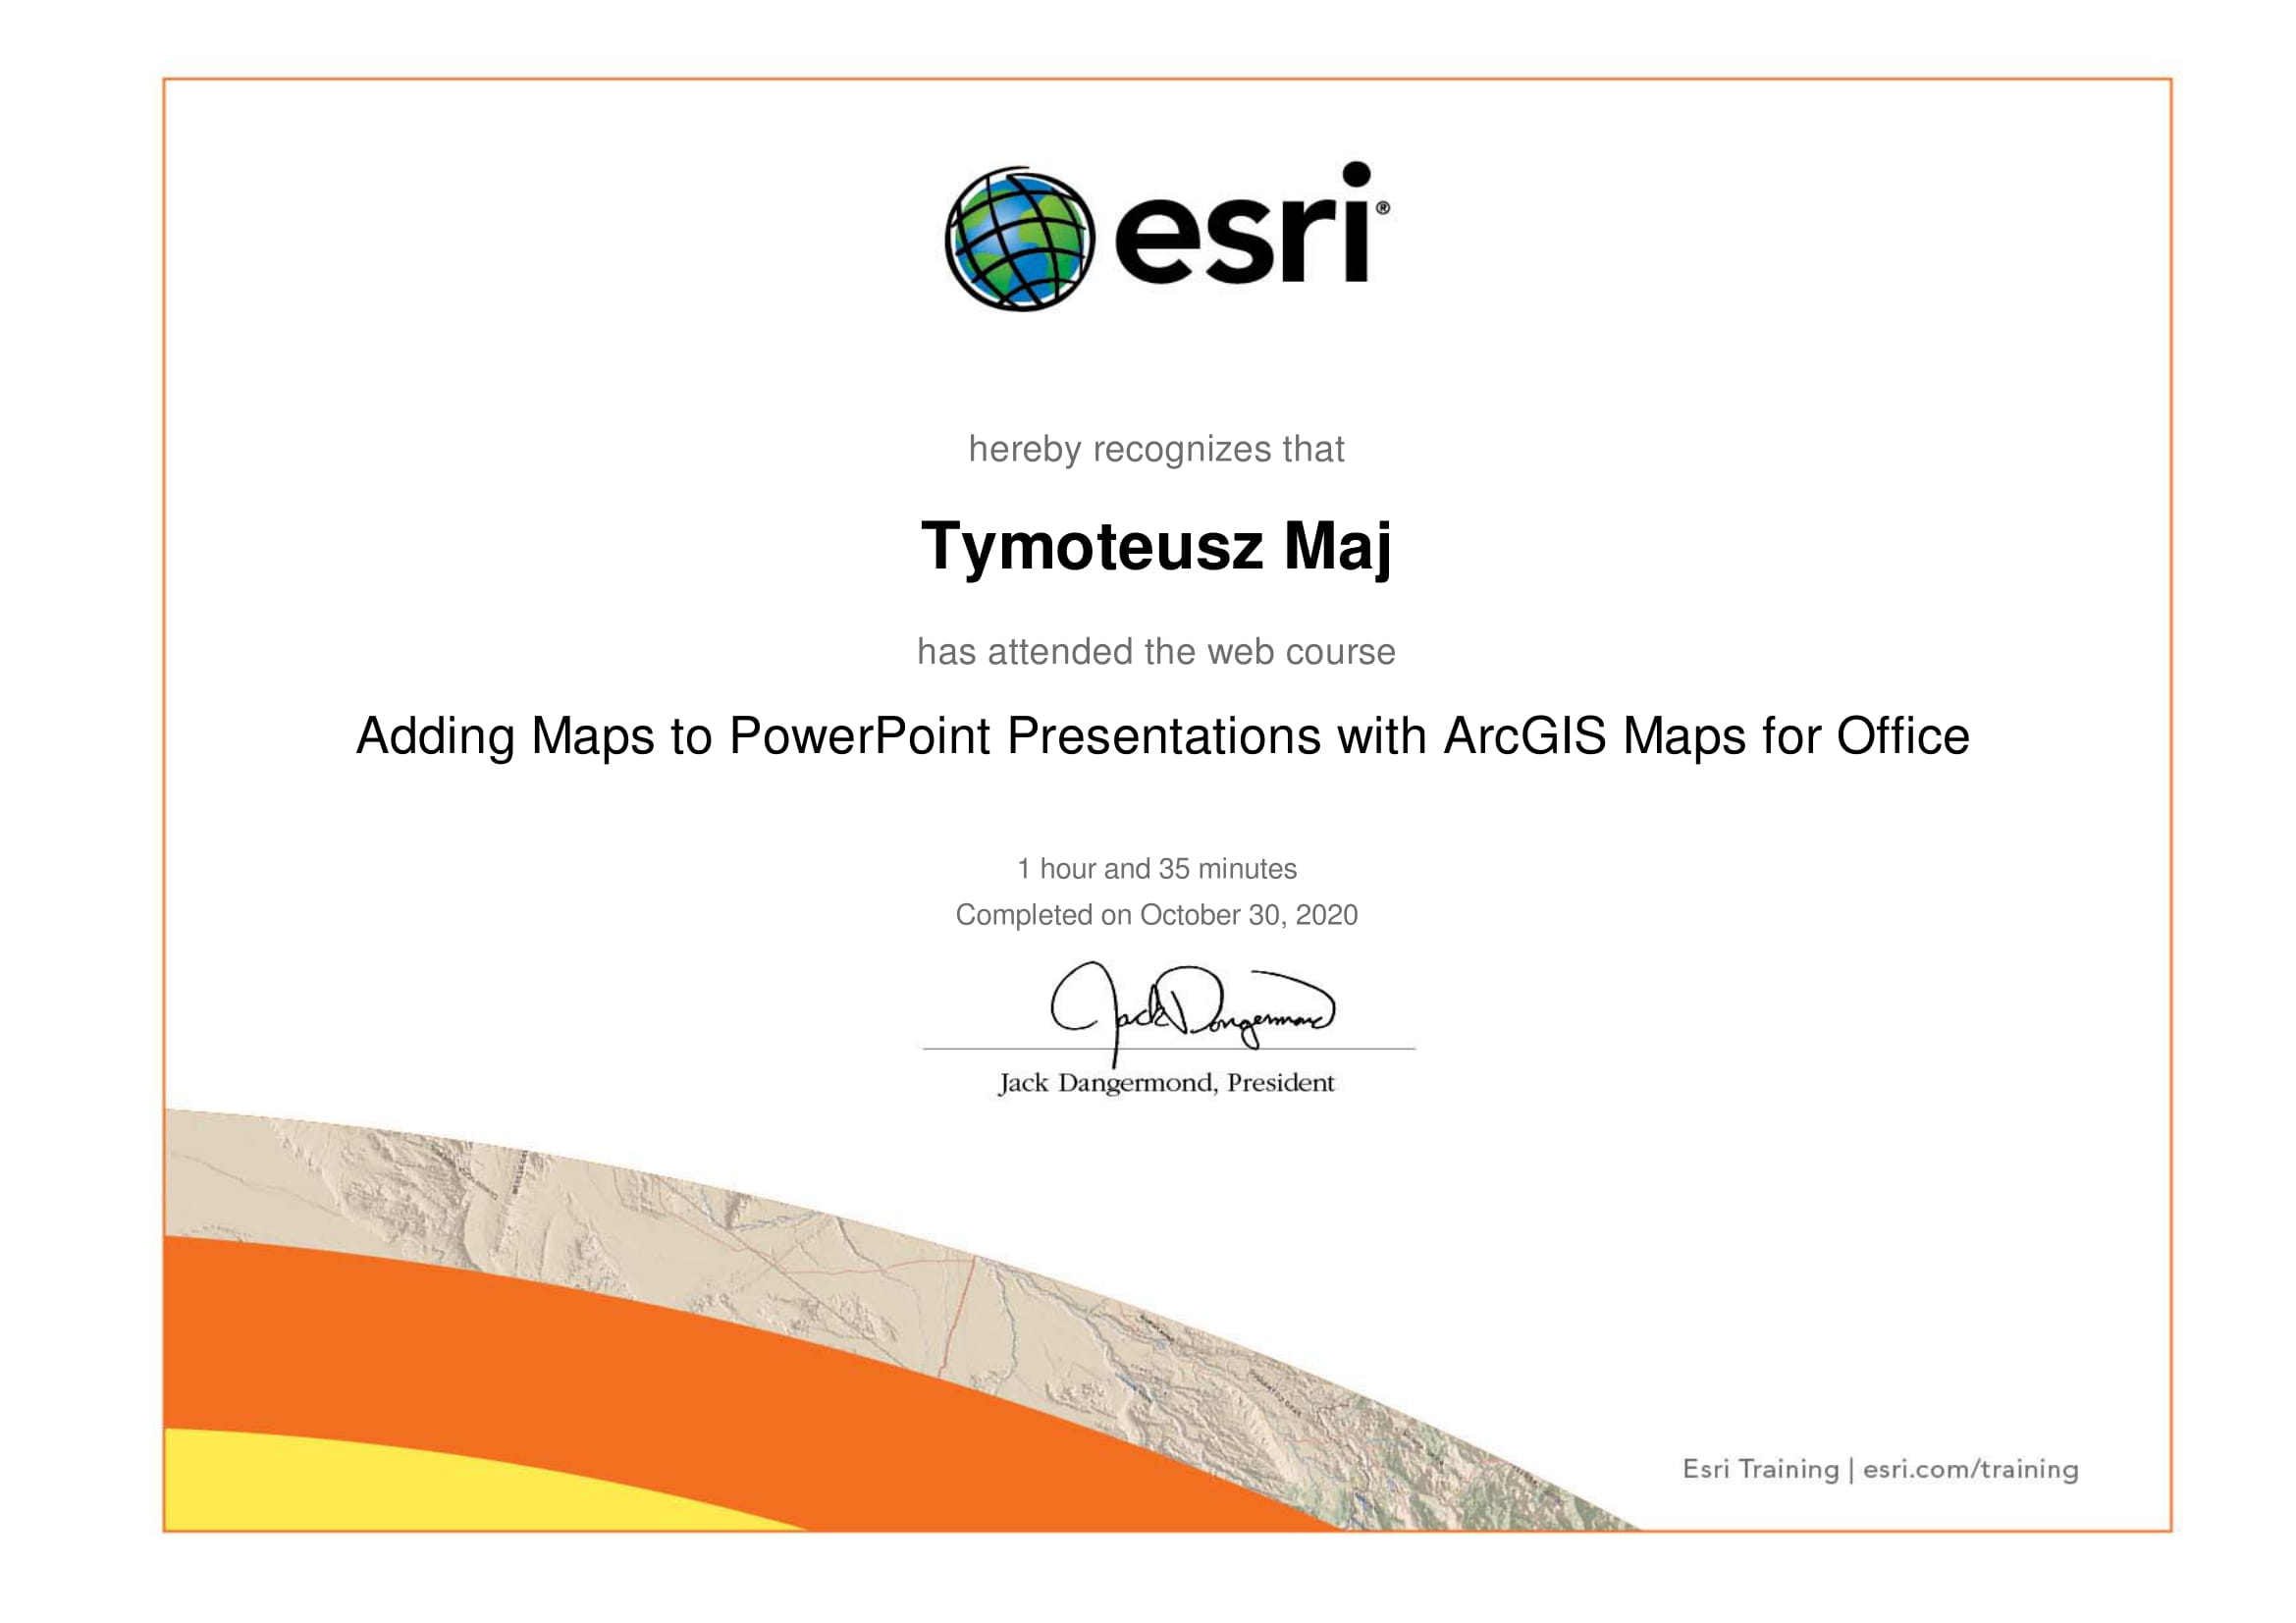 esri®
hereby recognizes that
Tymoteusz Maj
has attended the web course
Adding Maps to PowerPoint Presentations with ArcGIS Maps for Office
1 hour and 35 minutes
Completed on October 30, 2020
Jack Dangermond
Jack Dangermond, President
Esri Training | esri.com/training